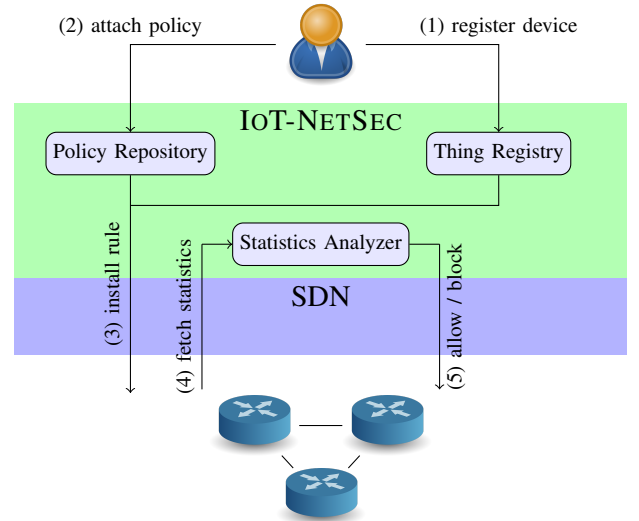 (2) attach policy
(1) register device
IOT-NETSEC
Policy Repository
Thing Registry
Statistics Analyzer
(3) install rule
(4) fetch statistics
(5) allow / block
SDN